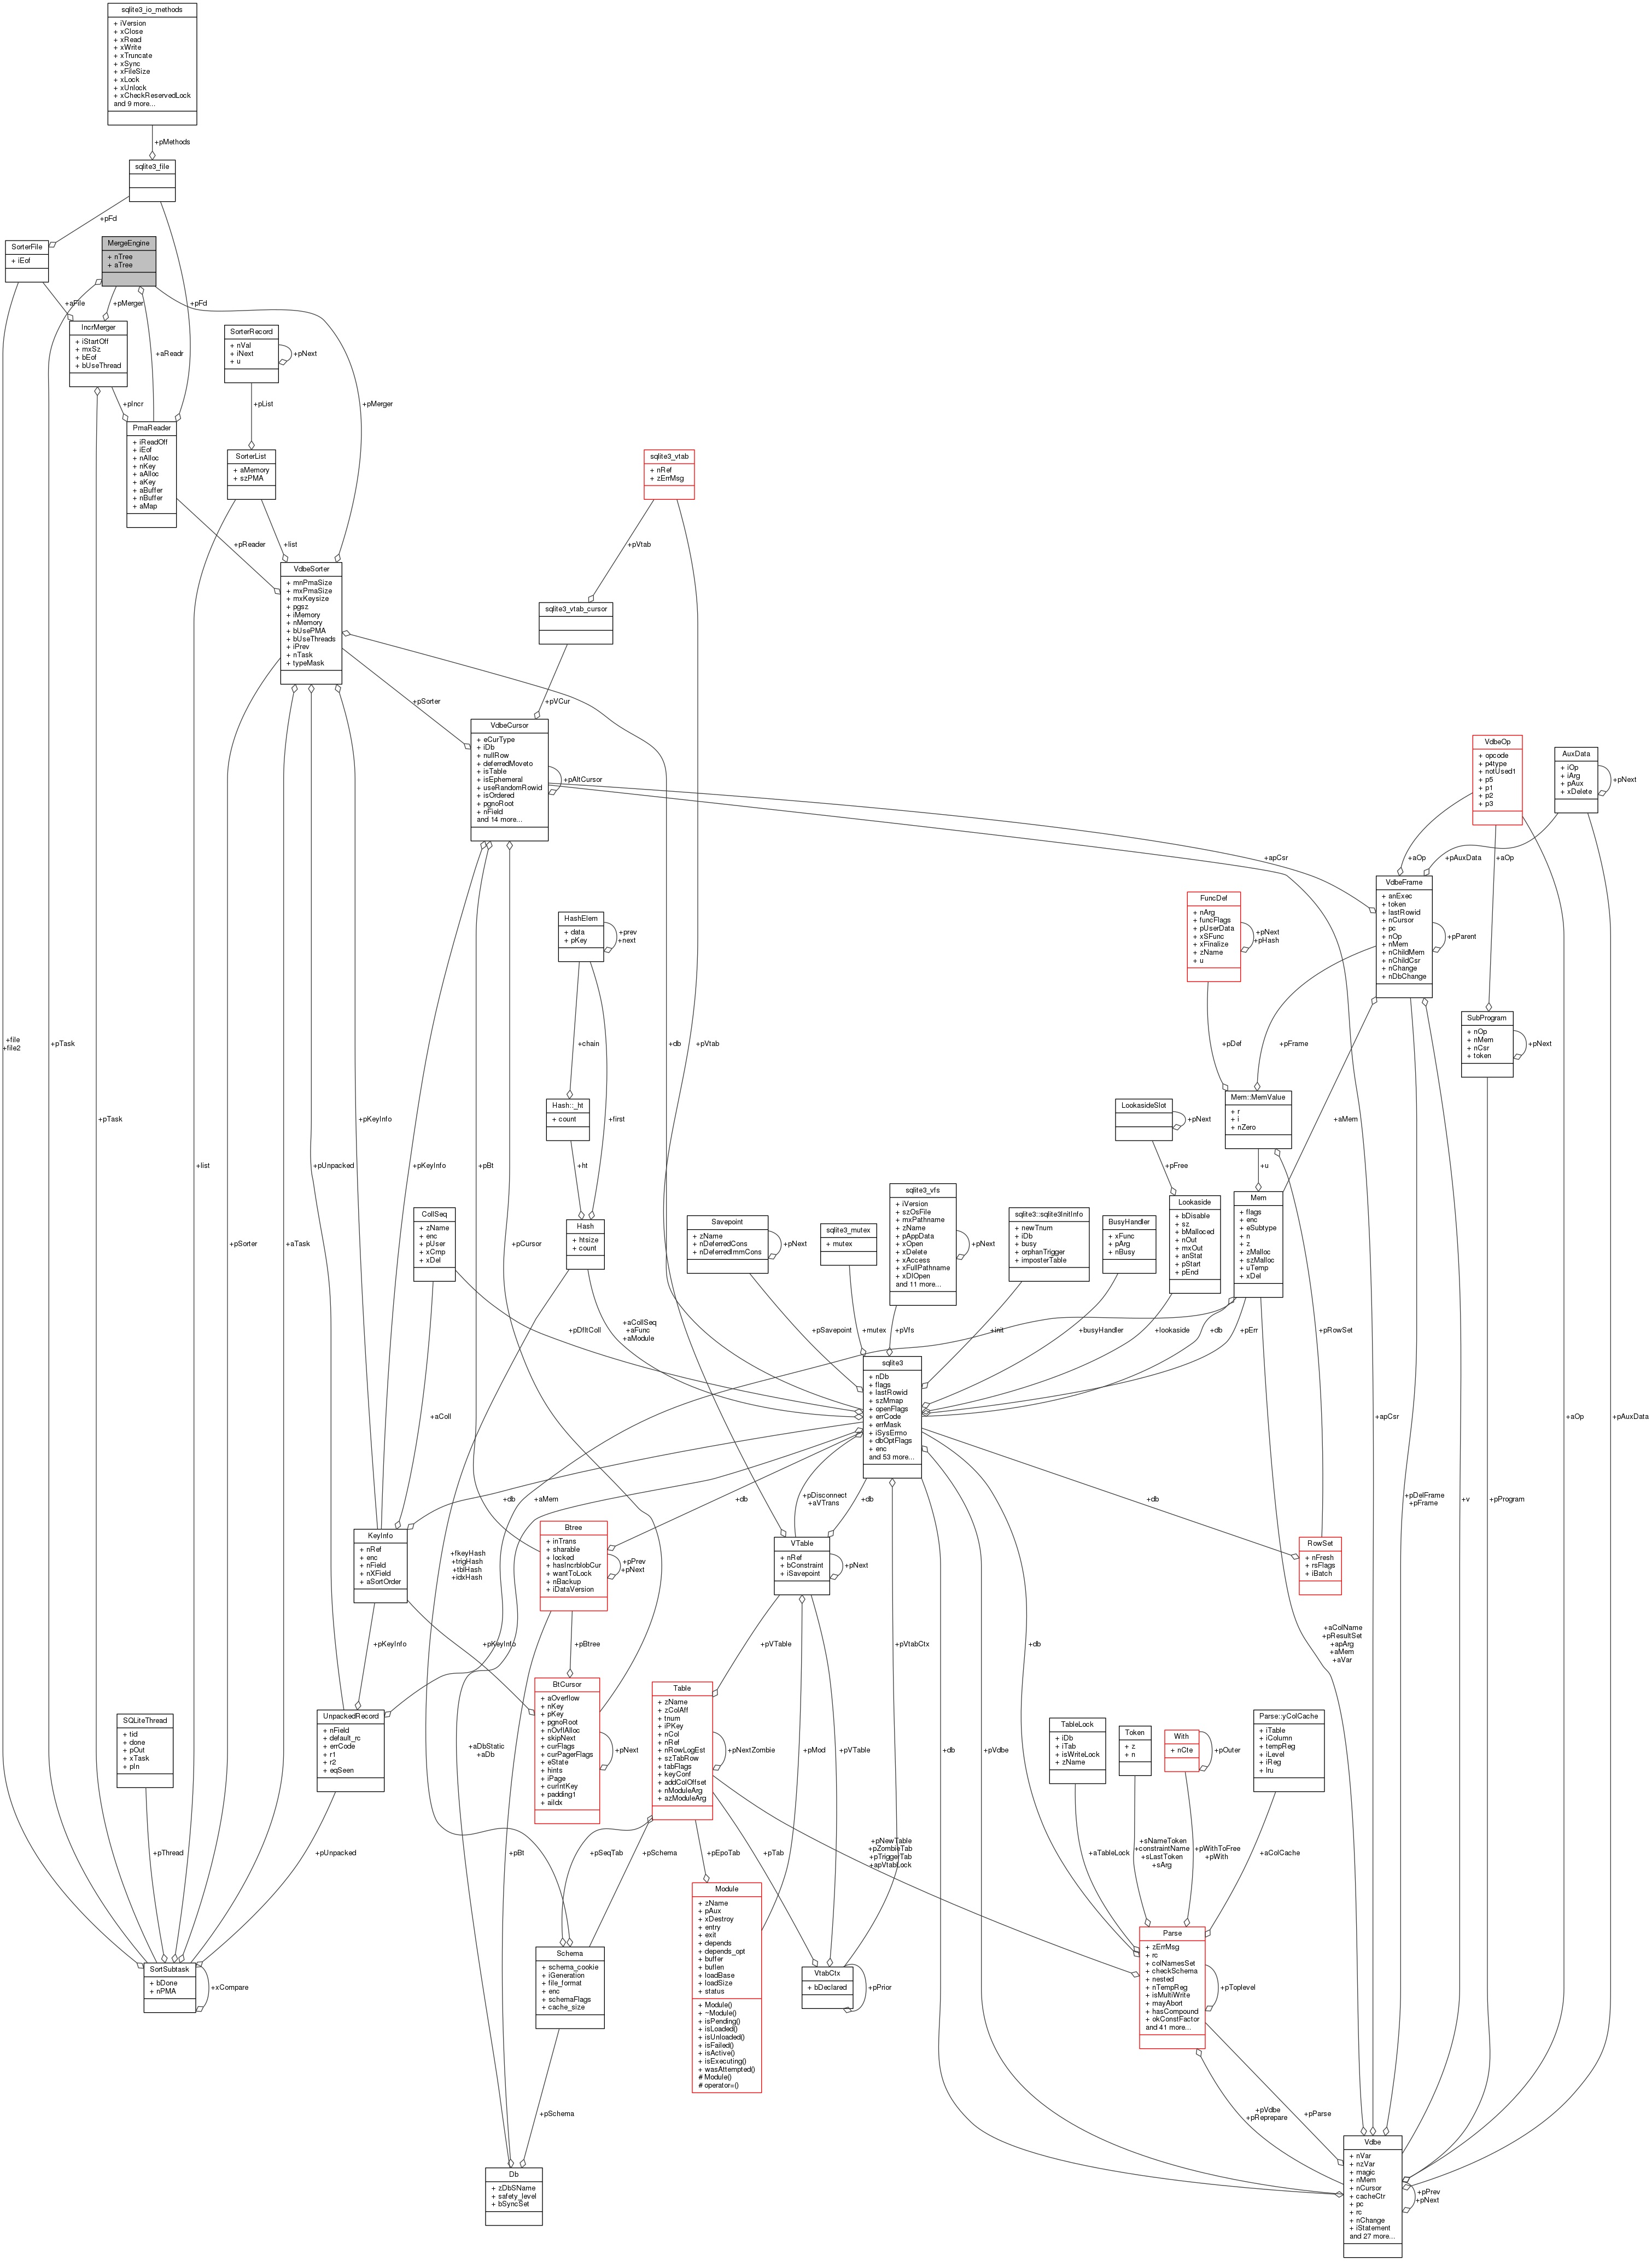 sqlite3_io_methods
+ iVersion
+ xClose
+ xRead
+ xWrite
+ xTruncate
+ xSync
+ xFileSize
+ xLock
+ xUnlock
+ xCheckReservedLock
and 9 more...
+pMethods
sqlite3_file
+pFd
SorterFile
+ iEof
MergeEngine
+ nTree
+ aTree
+aFile
+pMerger
+pFd
IncrMerger
+ iStartOff
+ mxSz
+ bEof
+ bUseThread
SorterRecord
+ nVal
+ iNext
+ u
+pNext
+aReadr
+pIncr
+pList
+pMerger
PmaReader
+ iReadOff
+ iEof
+ nAlloc
+ nKey
+ aAlloc
+ aKey
+ aBuffer
+ nBuffer
+ aMap
SorterList
+ aMemory
+ szPMA
sqlite3_vtab
+ nRef
+ zErrMsg
+pReader
+list
+pVtab
VdbeSorter
+ mnPmaSize
+ mxPmaSize
+ mxKeysize
+ pgsz
+ iMemory
+ nMemory
+ bUsePMA
+ bUseThreads
+ iPrev
+ nTask
+ typeMask
sqlite3_vtab_cursor
+pSorter
+pVCur
VdbeCursor
+ eCurType
+ iDb
+ nullRow
+ deferredMoveto
+ isTable
+ isEphemeral
+ useRandomRowid
+ isOrdered
+ pgnoRoot
+ nField
and 14 more...
+pAltCursor
VdbeOp
+ opcode
+ p4type
+ notUsed1
+ p5
+ p1
+ p2
+ p3
AuxData
+ iOp
+ iArg
+ pAux
+ xDelete
+pNext
+apCsr
+aOp
+pAuxData
+aOp
VdbeFrame
+ anExec
+ token
+ lastRowid
+ nCursor
+ pc
+ nOp
+ nMem
+ nChildMem
+ nChildCsr
+ nChange
+ nDbChange
+pParent
FuncDef
+ nArg
+ funcFlags
+ pUserData
+ xSFunc
+ xFinalize
+ zName
+ u
+pNext
+pHash
HashElem
+ data
+ pKey
+prev
+next
SubProgram
+ nOp
+ nMem
+ nCsr
+ token
+pNext
+file
+file2
+pTask
+chain
+db
+pVtab
+pDef
+pFrame
Hash::_ht
+ count
+first
LookasideSlot
+pNext
Mem::MemValue
+ r
+ i
+ nZero
+aMem
+pTask
+list
+pUnpacked
+pKeyInfo
+pKeyInfo
+pBt
+ht
+pFree
+u
CollSeq
+ zName
+ enc
+ pUser
+ xCmp
+ xDel
Hash
+ htsize
+ count
Savepoint
+ zName
+ nDeferredCons
+ nDeferredImmCons
+pNext
sqlite3_mutex
+ mutex
sqlite3_vfs
+ iVersion
+ szOsFile
+ mxPathname
+ zName
+ pAppData
+ xOpen
+ xDelete
+ xAccess
+ xFullPathname
+ xDlOpen
and 11 more...
+pNext
sqlite3::sqlite3InitInfo
+ newTnum
+ iDb
+ busy
+ orphanTrigger
+ imposterTable
BusyHandler
+ xFunc
+ pArg
+ nBusy
Lookaside
+ bDisable
+ sz
+ bMalloced
+ nOut
+ mxOut
+ anStat
+ pStart
+ pEnd
Mem
+ flags
+ enc
+ eSubtype
+ n
+ z
+ zMalloc
+ szMalloc
+ uTemp
+ xDel
+pSorter
+aTask
+pCursor
+pDfltColl
+aCollSeq
+aFunc
+aModule
+pSavepoint
+mutex
+pVfs
+init
+busyHandler
+lookaside
+db
+pErr
+pRowSet
sqlite3
+ nDb
+ flags
+ lastRowid
+ szMmap
+ openFlags
+ errCode
+ errMask
+ iSysErrno
+ dbOptFlags
+ enc
and 53 more...
+aColl
+apCsr
+aOp
+pAuxData
+db
+aMem
+db
+pDisconnect
+aVTrans
+db
+pDelFrame
+pFrame
+v
+pProgram
+db
KeyInfo
+ nRef
+ enc
+ nField
+ nXField
+ aSortOrder
+fkeyHash
+trigHash
+tblHash
+idxHash
Btree
+ inTrans
+ sharable
+ locked
+ hasIncrblobCur
+ wantToLock
+ nBackup
+ iDataVersion
+pPrev
+pNext
VTable
+ nRef
+ bConstraint
+ iSavepoint
+pNext
RowSet
+ nFresh
+ rsFlags
+ iBatch
+pKeyInfo
+pKeyInfo
+pBtree
+pVTable
+pVtabCtx
+db
+aColName
+pResultSet
+apArg
+aMem
+aVar
SQLiteThread
+ tid
+ done
+ pOut
+ xTask
+ pIn
UnpackedRecord
+ nField
+ default_rc
+ errCode
+ r1
+ r2
+ eqSeen
BtCursor
+ aOverflow
+ nKey
+ pKey
+ pgnoRoot
+ nOvflAlloc
+ skipNext
+ curFlags
+ curPagerFlags
+ eState
+ hints
+ iPage
+ curIntKey
+ padding1
+ aiIdx
+pNext
Table
+ zName
+ zColAff
+ tnum
+ iPKey
+ nCol
+ nRef
+ nRowLogEst
+ szTabRow
+ tabFlags
+ keyConf
+ addColOffset
+ nModuleArg
+ azModuleArg
+pNextZombie
+aDbStatic
+aDb
+pMod
+pVTable
+db
+pVdbe
TableLock
+ iDb
+ iTab
+ isWriteLock
+ zName
Token
+ z
+ n
With
+ nCte
+pOuter
Parse::yColCache
+ iTable
+ iColumn
+ tempReg
+ iLevel
+ iReg
+ lru
+pThread
+pUnpacked
+pBt
+pSeqTab
+pSchema
+pEpoTab
+pTab
+pNewTable
+pZombieTab
+pTriggerTab
+apVtabLock
+aTableLock
+sNameToken
+constraintName
+sLastToken
+sArg
+pWithToFree
+pWith
+aColCache
Module
+ zName
+ pAux
+ xDestroy
+ entry
+ exit
+ depends
+ depends_opt
+ buffer
+ buflen
+ loadBase
+ loadSize
+ status
+ Module()
+ ~Module()
+ isPending()
+ isLoaded()
+ isUnloaded()
+ isFailed()
+ isActive()
+ isExecuting()
+ wasAttempted()
# Module()
# operator=()
SortSubtask
+ bDone
+ nPMA
+xCompare
Schema
+ schema_cookie
+ iGeneration
+ file_format
+ enc
+ schemaFlags
+ cache_size
VtabCtx
+ bDeclared
+pPrior
Parse
+ zErrMsg
+ rc
+ colNamesSet
+ checkSchema
+ nested
+ nTempReg
+ isMultiWrite
+ mayAbort
+ hasCompound
+ okConstFactor
and 41 more...
+pToplevel
+pSchema
+pVdbe
+pReprepare
+pParse
Db
+ zDbSName
+ safety_level
+ bSyncSet
Vdbe
+ nVar
+ nzVar
+ magic
+ nMem
+ nCursor
+ cacheCtr
+ pc
+ rc
+ nChange
+ iStatement
and 27 more...
+pPrev
+pNext